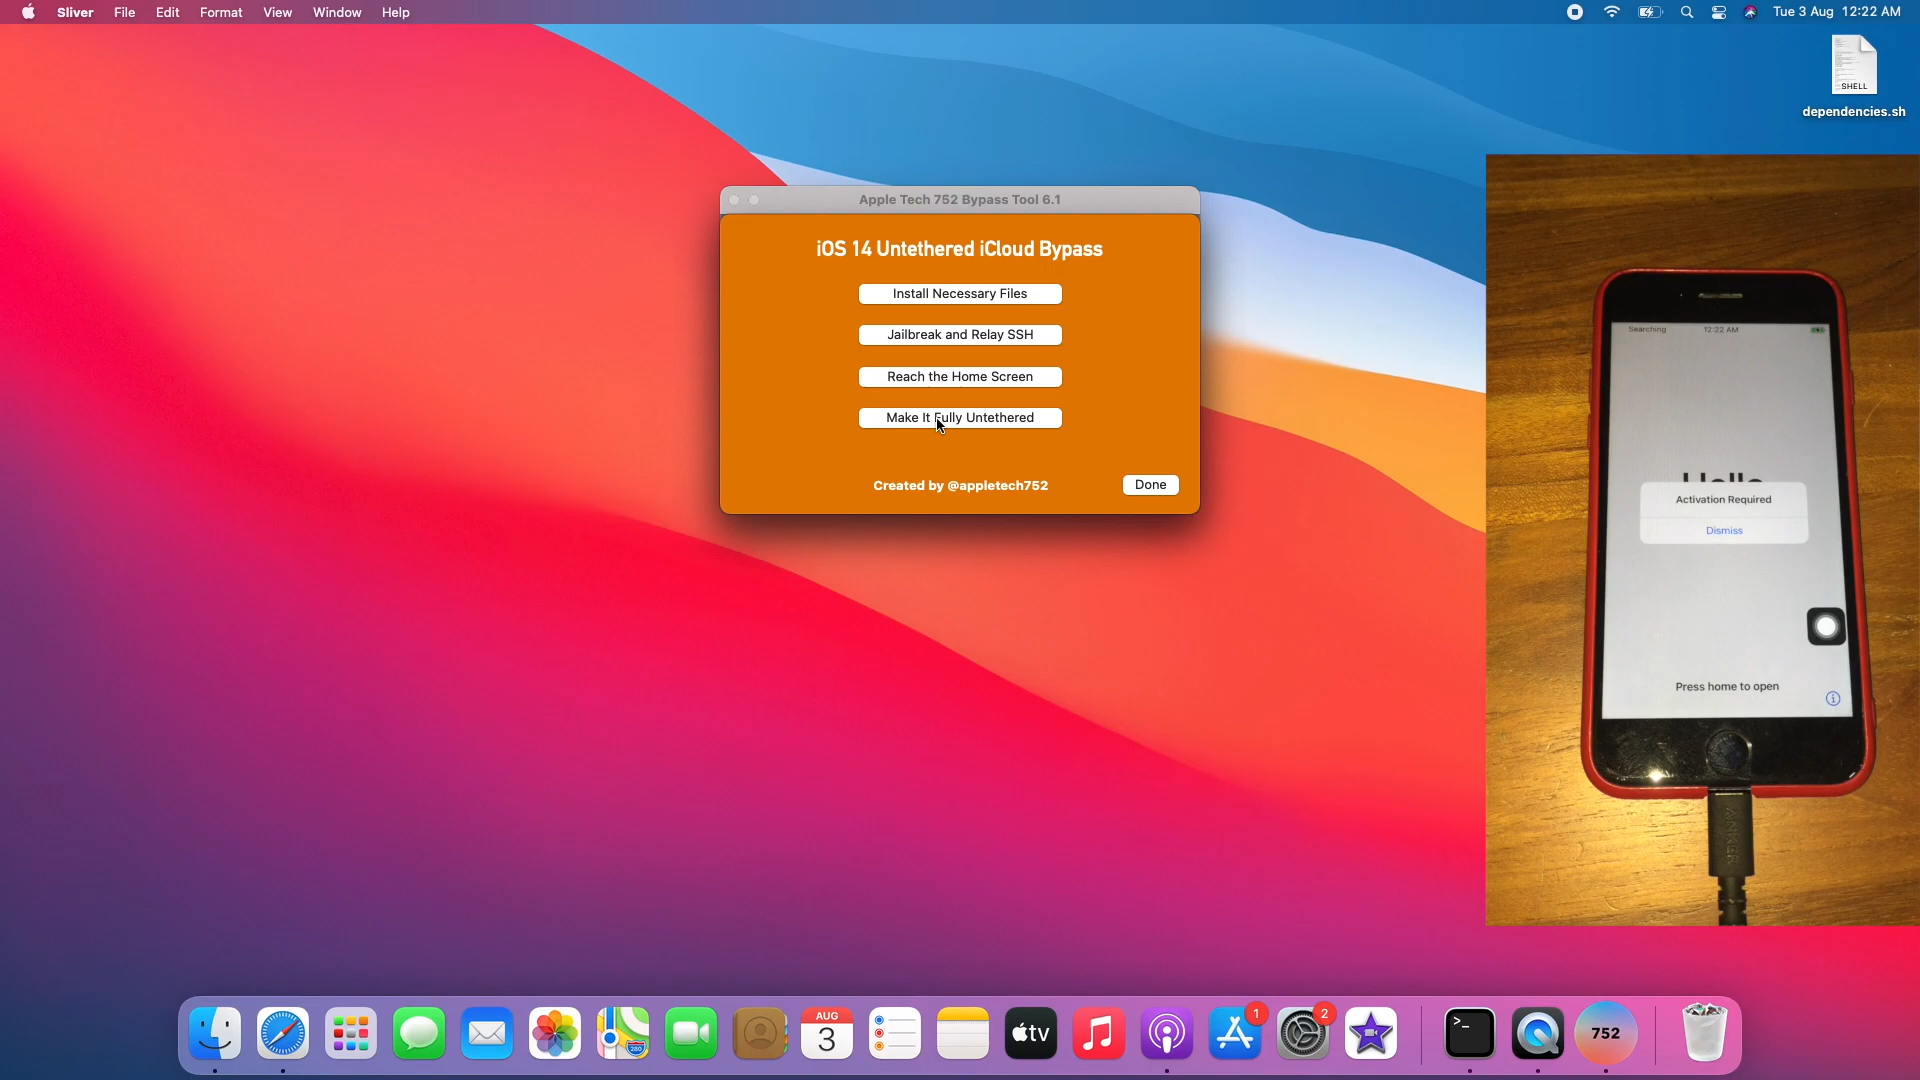 Sliver File Edit Format View Window Help
Tue 3 Aug 12:22 AM
SHELL
dependencies.sh
Apple Tech 752 Bypass Tool 6.1
iOS 14 Untethered iCloud Bypass
Install Necessary Files
Jailbreak and Relay SSH
Reach the Home Screen
Make It Fully Untethered
Created by @appletech752
Done
Searching 12:22 AM
Hello
Activation Required
Dismiss
Press home to open
ANKER
AUG
3
280
tv
1
2
>_
752